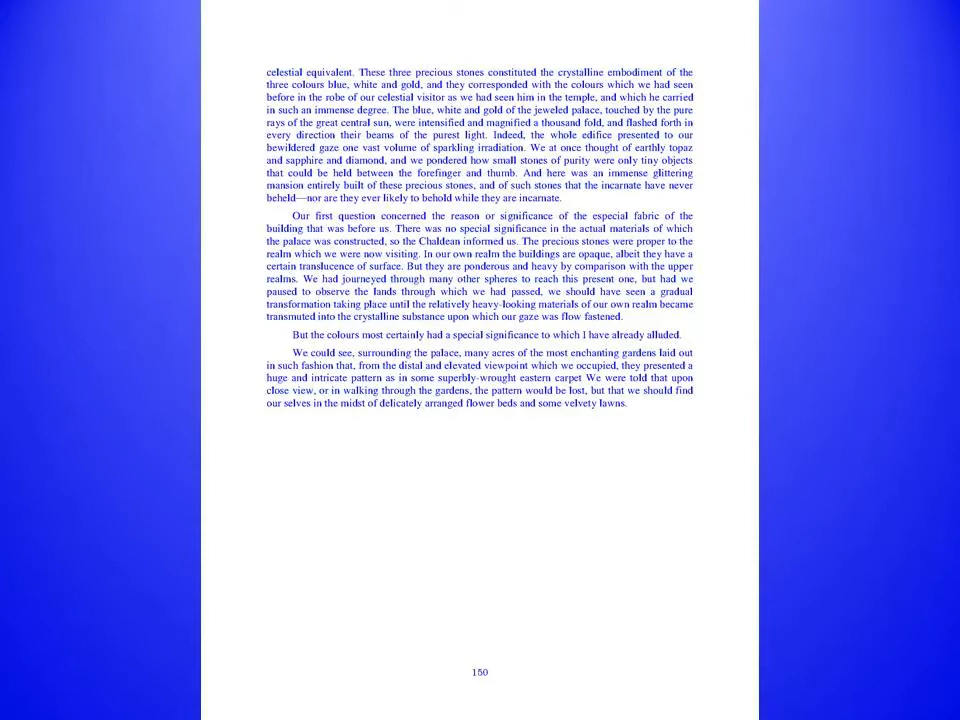 celestial equivalent. These three precious stones constituted the crystalline embodiment of the
three colours blue, white and gold, and they corresponded with the colours which we had seen
before in the robe of our celestial visitor as we had seen him in the temple, and which he carried
in such an immense degree. The blue, white and gold of the jeweled palace, touched by the pure
rays of the great central sun, were intensified and magnified a thousand fold, and flashed forth in
every direction their beams of the purest light. Indeed, the whole edifice presented to our
bewildered gaze one vast volume of sparkling irradiation. We at once thought of earthly topaz
and sapphire and diamond, and we pondered how small stones of purity were only tiny objects
that could be held between the forefinger and thumb. And here was an immense glittering
mansion entirely built of these precious stones, and of such stones that the incarnate have never
beheld—nor are they ever likely to behold while they are incarnate.
Our first question concerned the reason or significance of the especial fabric of the
building that was before us. There was no special significance in the actual materials of which
the palace was constructed, so the Chaldean informed us. The precious stones were proper to the
realm which we were now visiting. In our own realm the buildings are opaque, albeit they have a
certain translucence of surface. But they are ponderous and heavy by comparison with the upper
realms. We had journeyed through many other spheres to reach this present one, but had we
paused to observe the lands through which we had passed, we should have seen a gradual
transformation taking place until the relatively heavy-looking materials of our own realm became
transmuted into the crystalline substance upon which our gaze was flow fastened.
But the colours most certainly had a special significance to which I have already alluded.
We could see, surrounding the palace, many acres of the most enchanting gardens laid out
in such fashion that, from the distal and elevated viewpoint which we occupied, they presented a
huge and intricate pattern as in some superbly-wrought eastern carpet We were told that upon
close view, or in walking through the gardens, the pattern would be lost, but that we should find
our selves in the midst of delicately arranged flower beds and some velvety lawns.
150